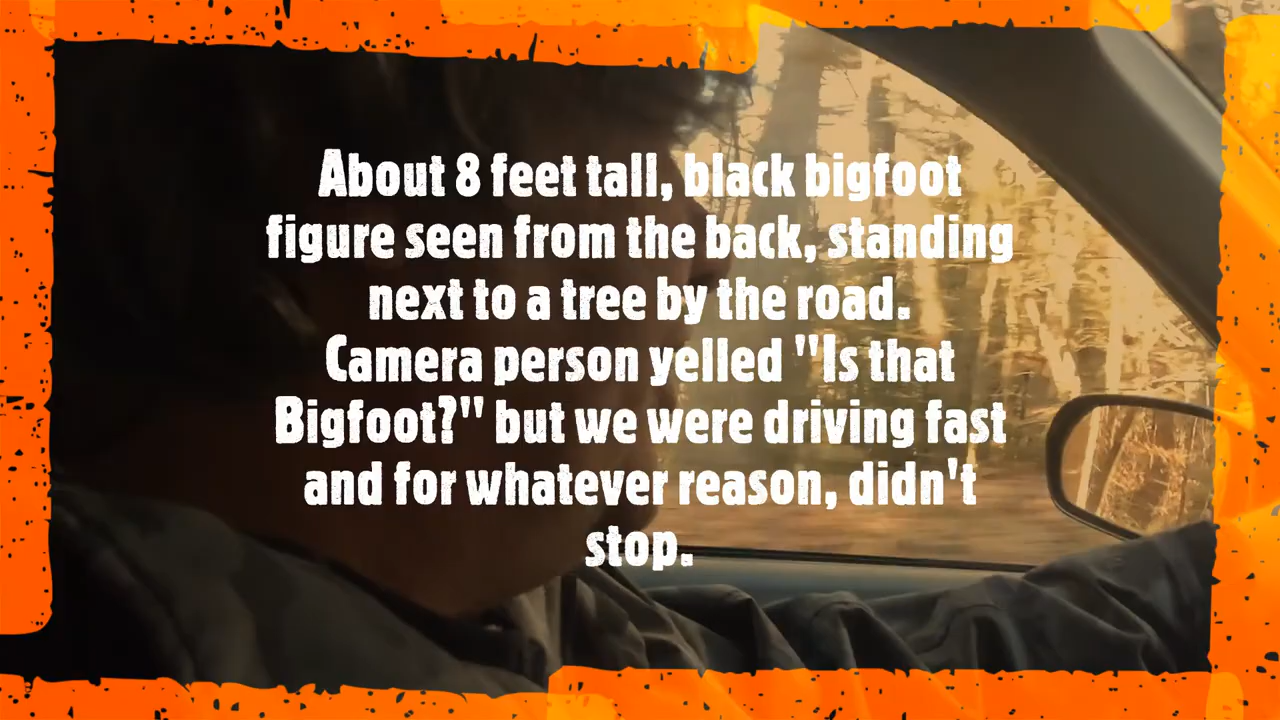 About 8 feet tall, black bigfoot
figure seen from the back, standing
next to a tree by the road.
Camera person yelled "Is that
Bigfoot?" but we were driving fast
and for whatever reason, didn't
stop.